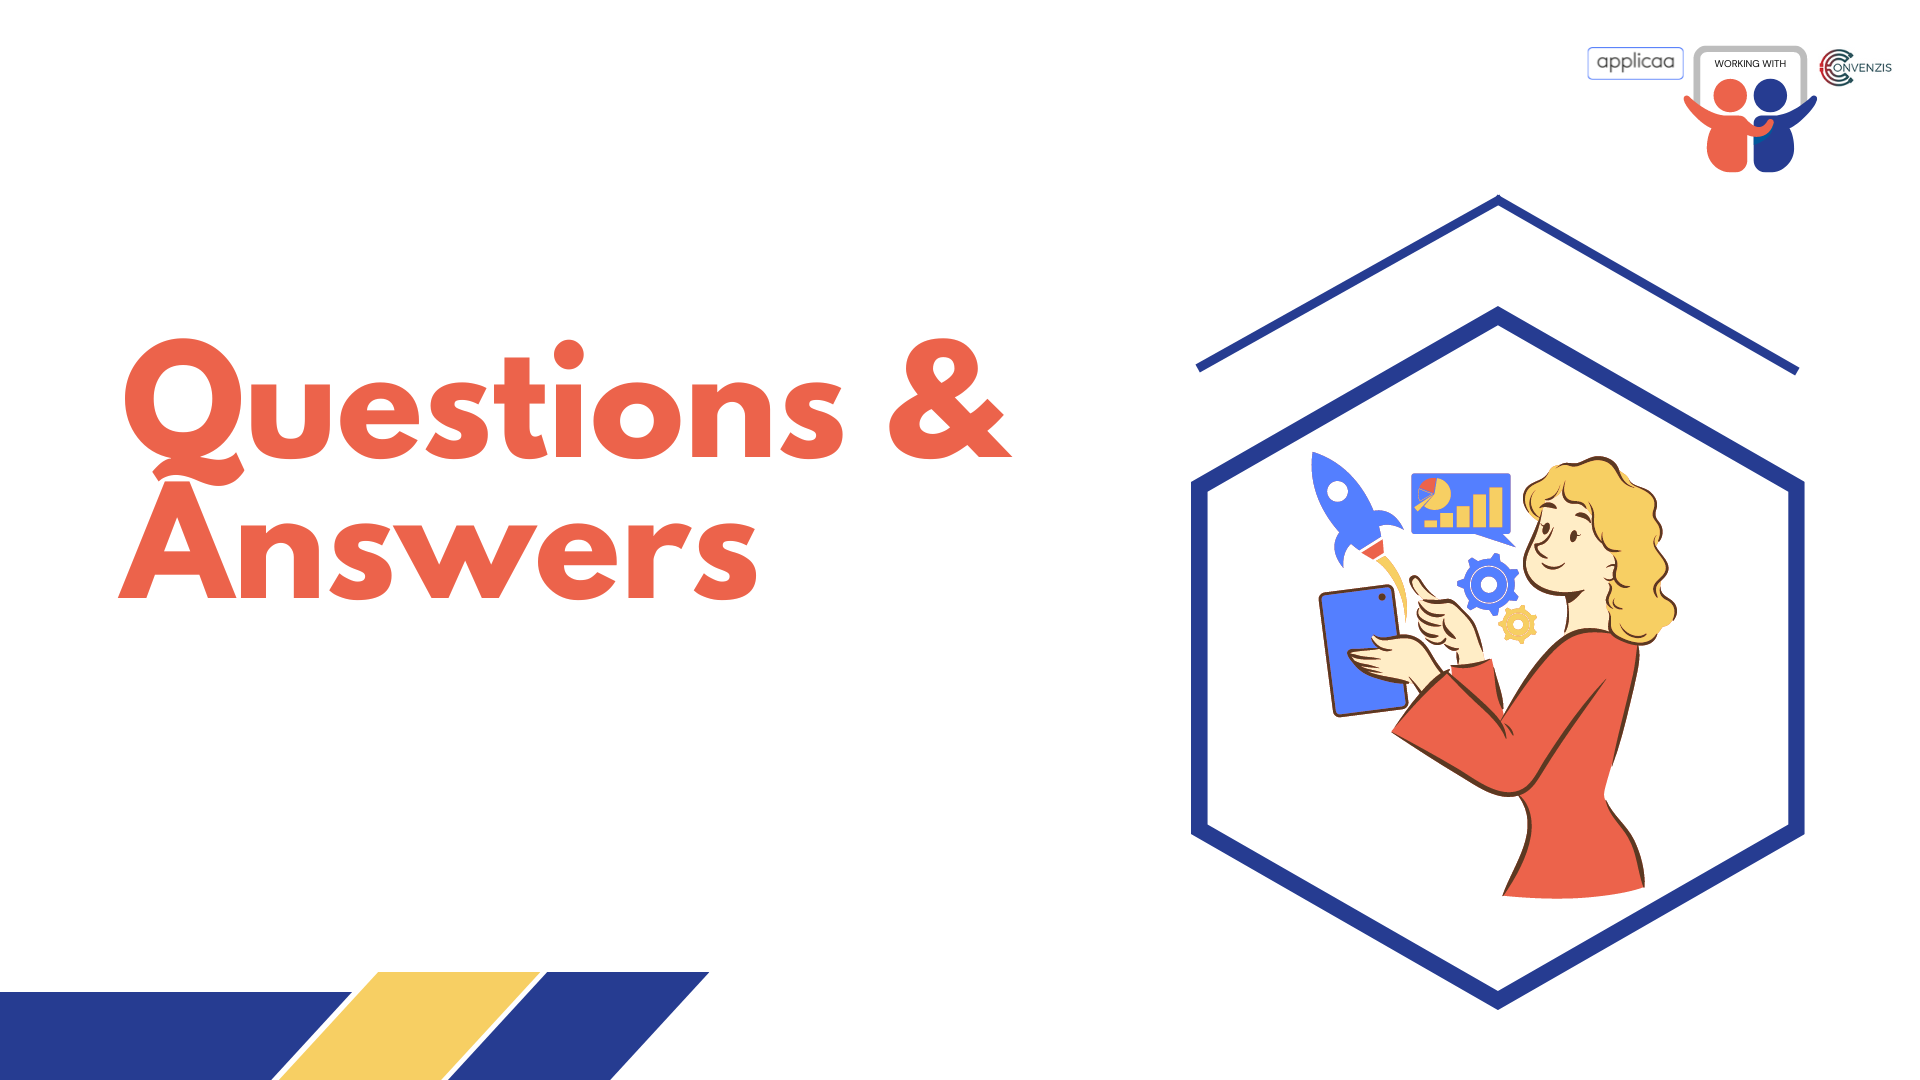 applicaa
WORKING WITH
CONVENZIS
Questions &
Answers